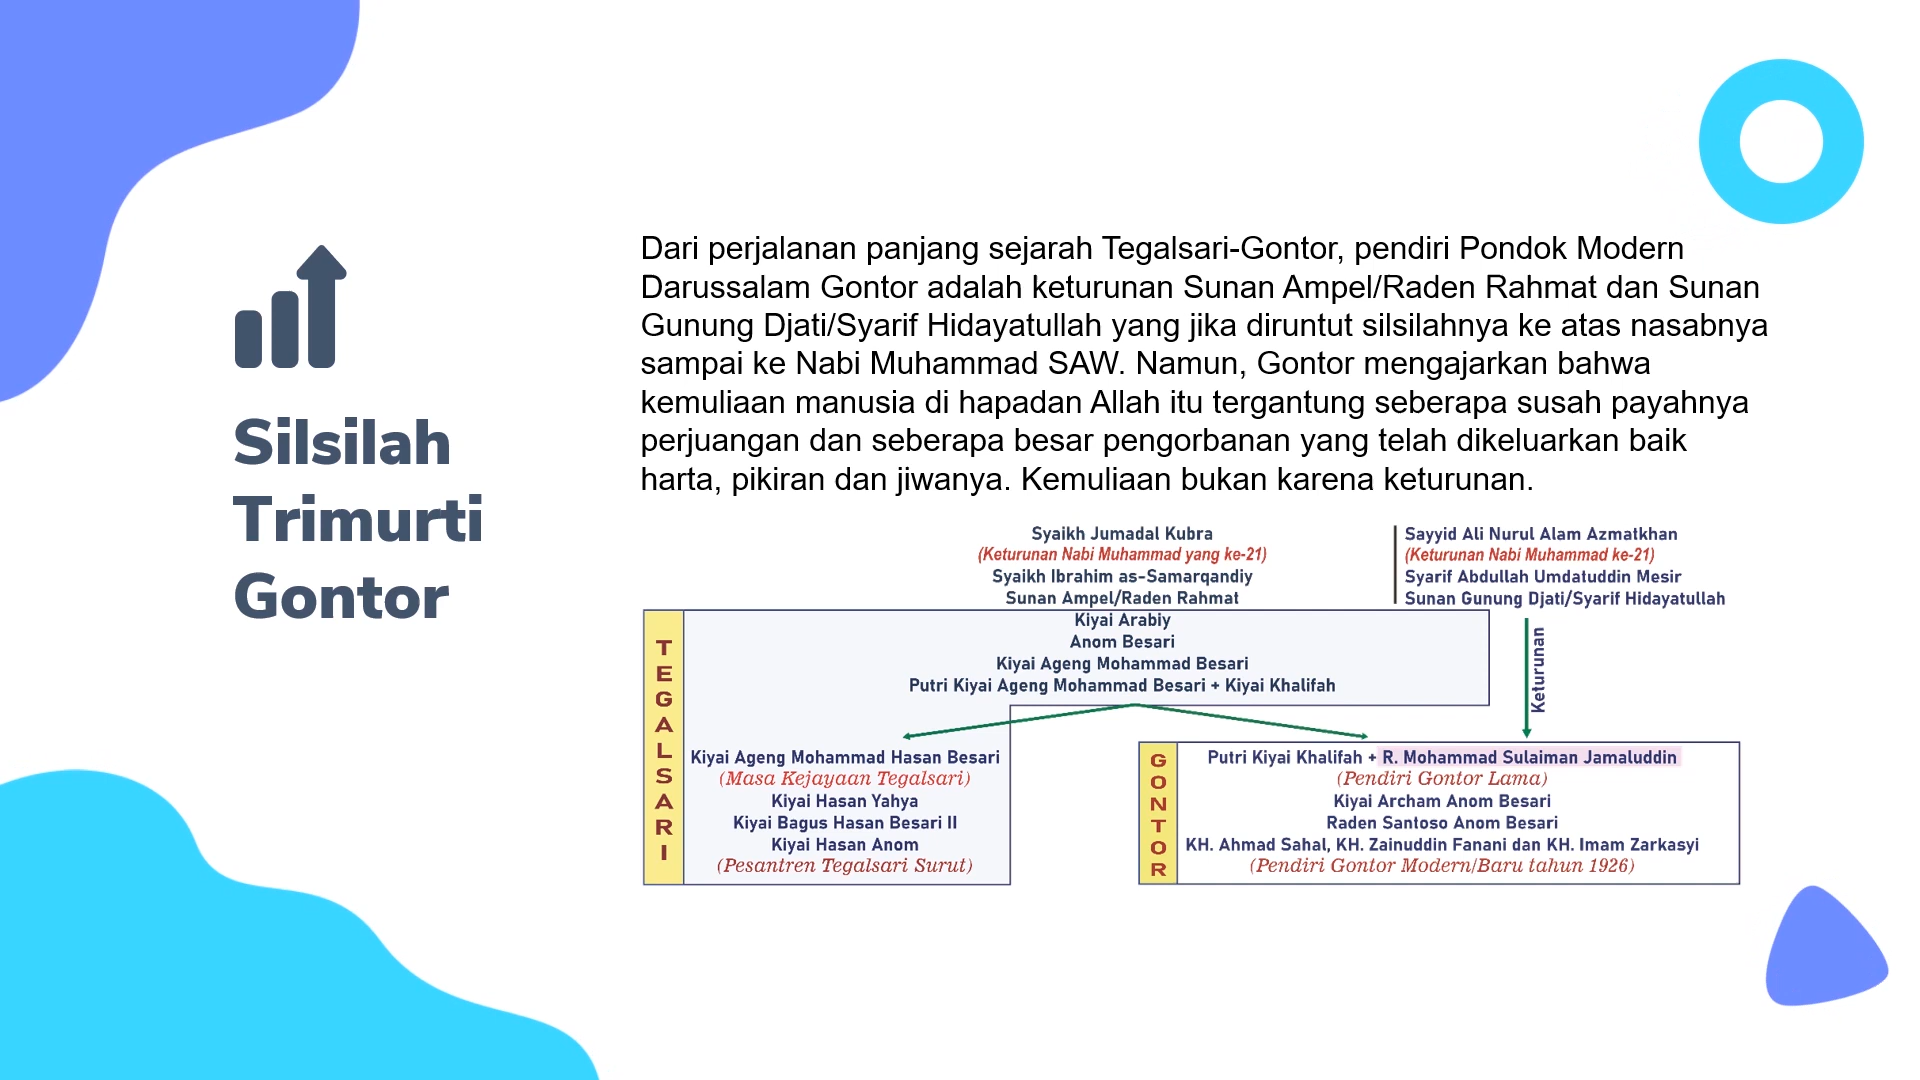 Silsilah
Trimurti
Gontor
Dari perjalanan panjang sejarah Tegalsari-Gontor, pendiri Pondok Modern
Darussalam Gontor adalah keturunan Sunan Ampel/Raden Rahmat dan Sunan
Gunung Djati/Syarif Hidayatullah yang jika diruntut silsilahnya ke atas nasabnya
sampai ke Nabi Muhammad SAW. Namun, Gontor mengajarkan bahwa
kemuliaan manusia di hapadan Allah itu tergantung seberapa susah payahnya
perjuangan dan seberapa besar pengorbanan yang telah dikeluarkan baik
harta, pikiran dan jiwanya. Kemuliaan bukan karena keturunan.
Syaikh Jumadal Kubra
(Keturunan Nabi Muhammad yang ke-21)
Syaikh Ibrahim as-Samarqandiy
Sunan Ampel/Raden Rahmat
Sayyid Ali Nurul Alam Azmatkhan
(Keturunan Nabi Muhammad ke-21)
Syarif Abdullah Umdatuddin Mesir
Sunan Gunung Djati/Syarif Hidayatullah
Keturunan
TEGALSARI
Kiyai Arabiy
Anom Besari
Kiyai Ageng Mohammad Besari
Putri Kiyai Ageng Mohammad Besari + Kiyai Khalifah
Kiyai Ageng Mohammad Hasan Besari
(Masa Kejayaan Tegalsari)
Kiyai Hasan Yahya
Kiyai Bagus Hasan Besari II
Kiyai Hasan Anom
(Pesantren Tegalsari Surut)
GONTOR
Putri Kiyai Khalifah + R. Mohammad Sulaiman Jamaluddin
(Pendiri Gontor Lama)
Kiyai Archam Anom Besari
Raden Santoso Anom Besari
KH. Ahmad Sahal, KH. Zainuddin Fanani dan KH. Imam Zarkasyi
(Pendiri Gontor Modern/Baru tahun 1926)